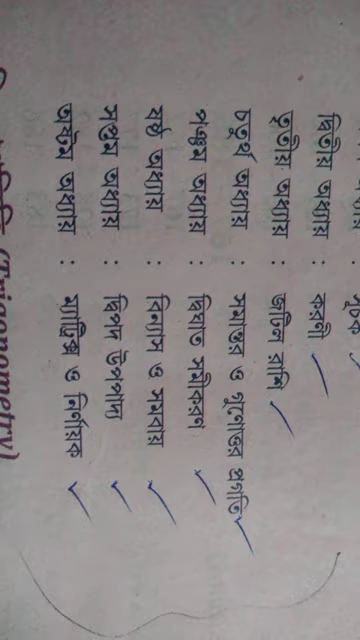 সূচক
দ্বিতীয় অধ্যায় : করণী
তৃতীয় অধ্যায় : জটিল রাশি
চতুর্থ অধ্যায় : সমান্তর ও গুণোত্তর প্রগতি
পঞ্চম অধ্যায় : দ্বিঘাত সমীকরণ
ষষ্ঠ অধ্যায় : বিন্যাস ও সমবায়
সপ্তম অধ্যায় : দ্বিপদ উপপাদ্য
অষ্টম অধ্যায় : ম্যাট্রিক্স ও নির্ণায়ক
(Trigonometry)